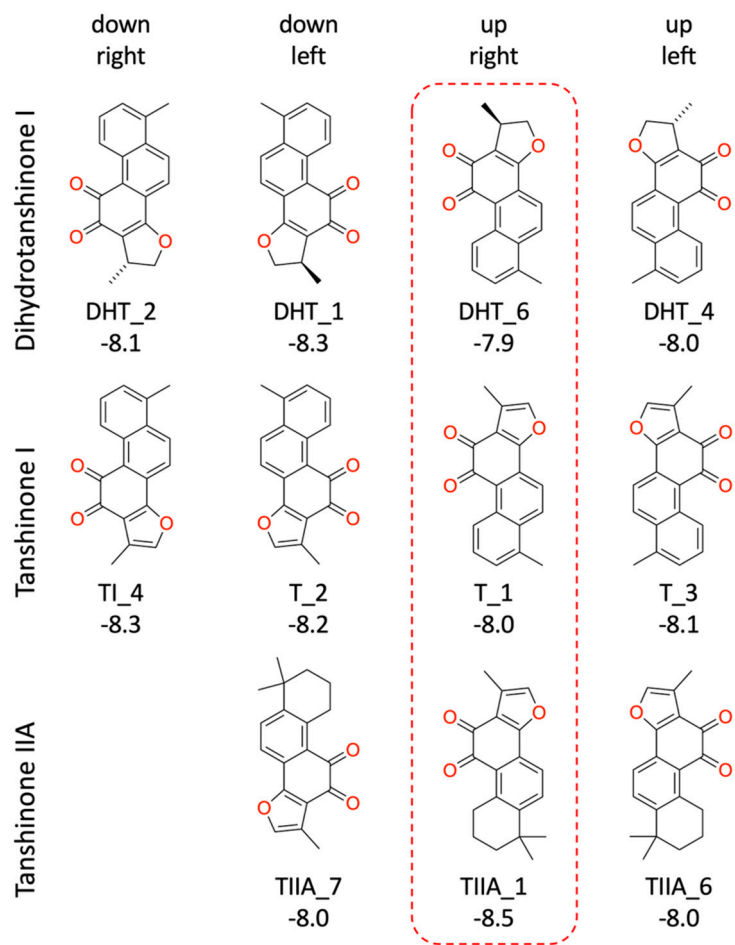 down right
down left
up right
up left
Dihydrotanshinone I
O
O
O
DHT_2
-8.1
O
O
O
DHT_1
-8.3
O
O
O
DHT_6
-7.9
O
O
O
DHT_4
-8.0
Tanshinone I
O
O
O
TI_4
-8.3
O
O
O
T_2
-8.2
O
O
O
T_1
-8.0
O
O
O
T_3
-8.1
Tanshinone IIA
O
O
O
TIIA_7
-8.0
O
O
O
TIIA_1
-8.5
O
O
O
TIIA_6
-8.0